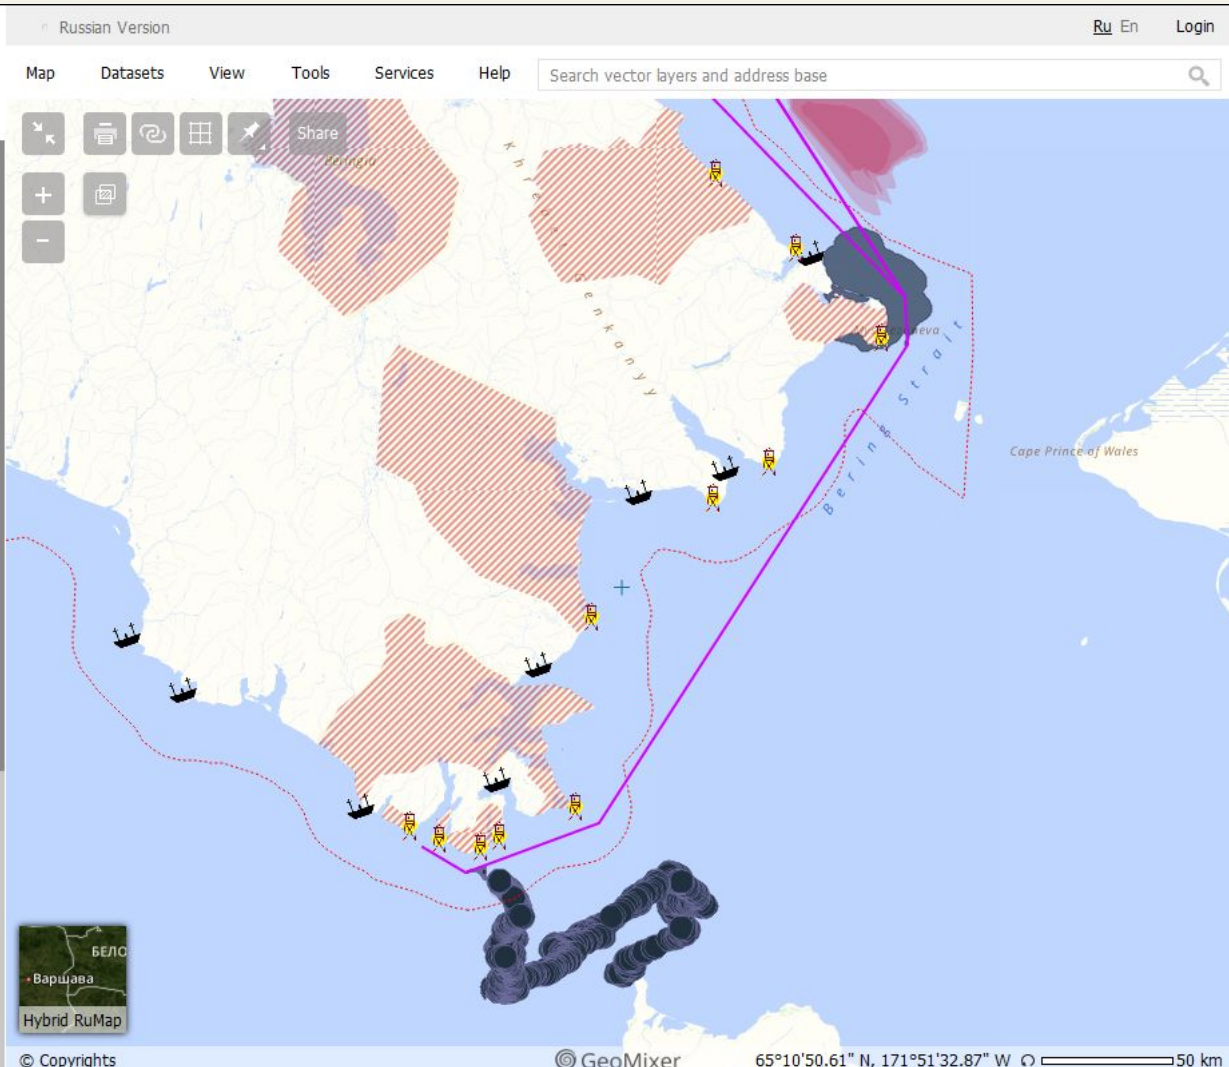 Russian Version
Ru En Login
Map Datasets View Tools Services Help Search vector layers and address base
Share
Beringia
Genkanyy
Cape Prince of Wales
Bering Strait
БЕЛО
Варшава
Hybrid RuMap
© Copyrights
GeoMixer
65°10'50.61" N, 171°51'32.87" W
50 km